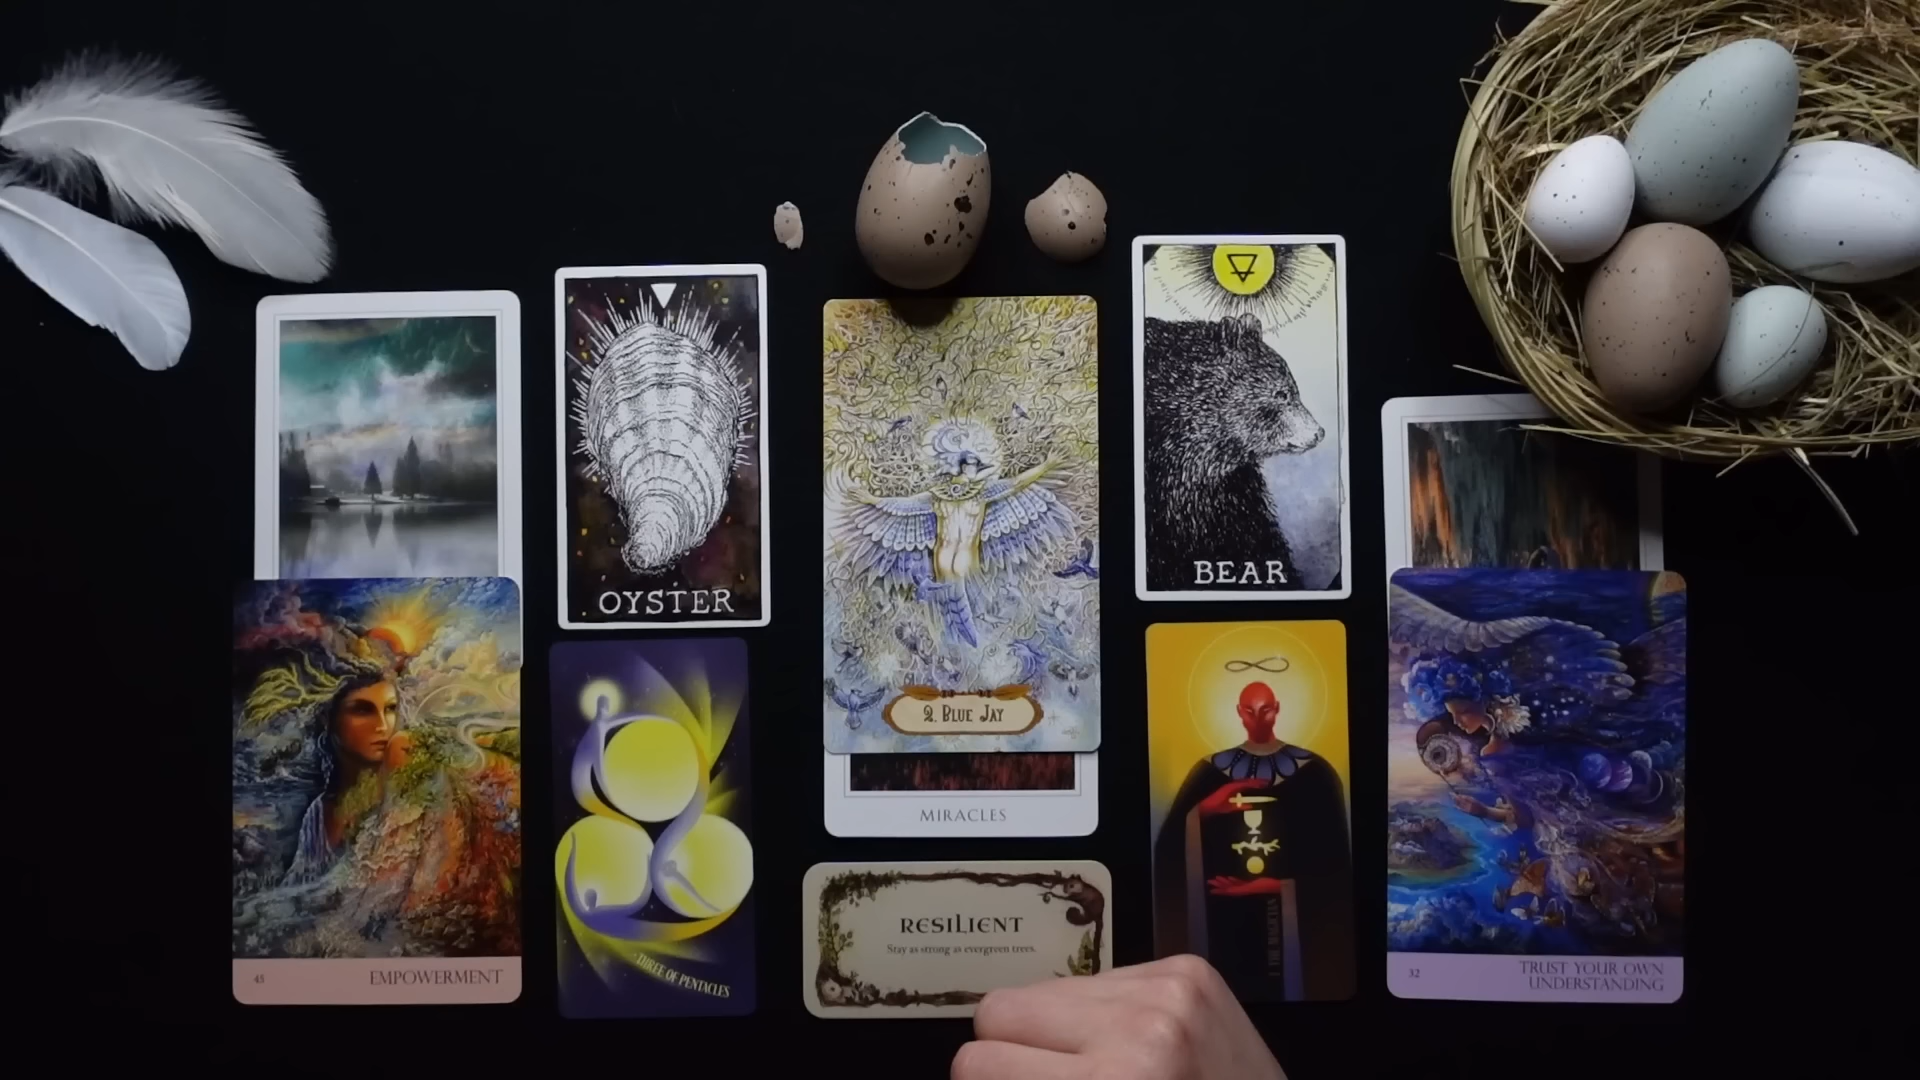 OYSTER
BEAR
2. BLUE JAY
MIRACLES
RESILIENT
Stay as strong as evergreen trees.
45 EMPOWERMENT
THREE OF PENTACLES
I THE MAGICIAN
32 TRUST YOUR OWN
UNDERSTANDING